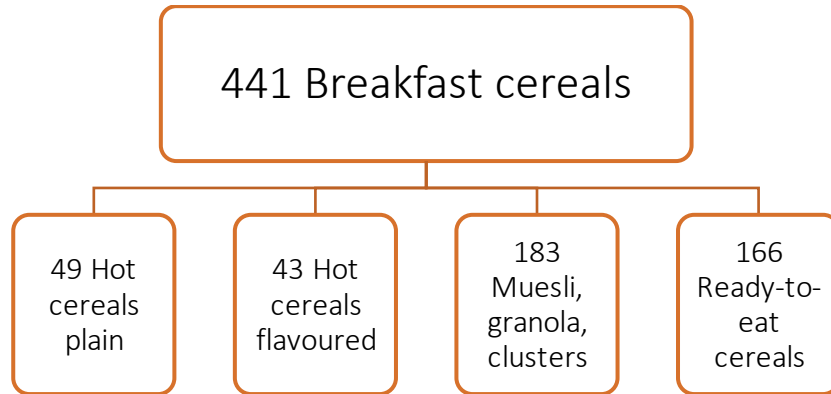 441 Breakfast cereals
49 Hot
cereals
plain
43 Hot
cereals
flavoured
183
Muesli,
granola,
clusters
166
Ready-to-
eat
cereals